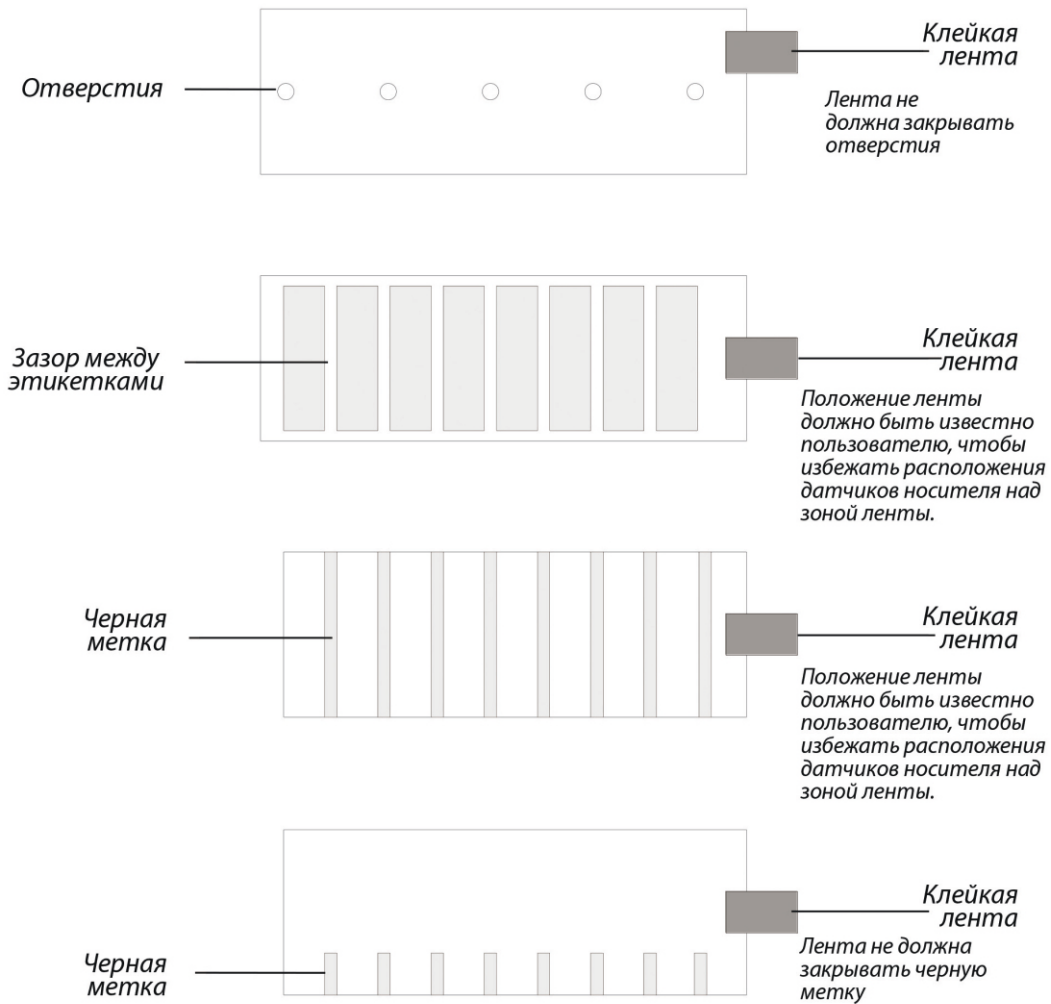 Отверстия
Клейкая
лента
Лента не
должна закрывать
отверстия
Зазор между
этикетками
Клейкая
лента
Положение ленты
должно быть известно
пользователю, чтобы
избежать расположения
датчиков носителя над
зоной ленты.
Черная
метка
Клейкая
лента
Положение ленты
должно быть известно
пользователю, чтобы
избежать расположения
датчиков носителя над
зоной ленты.
Черная
метка
Клейкая
лента
Лента не должна
закрывать черную
метку